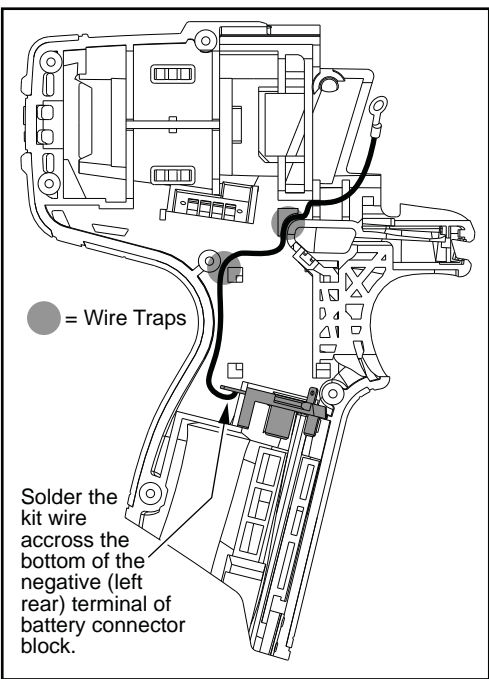 = Wire Traps
Solder the
kit wire
accross the
bottom of the
negative (left
rear) terminal of
battery connector
block.